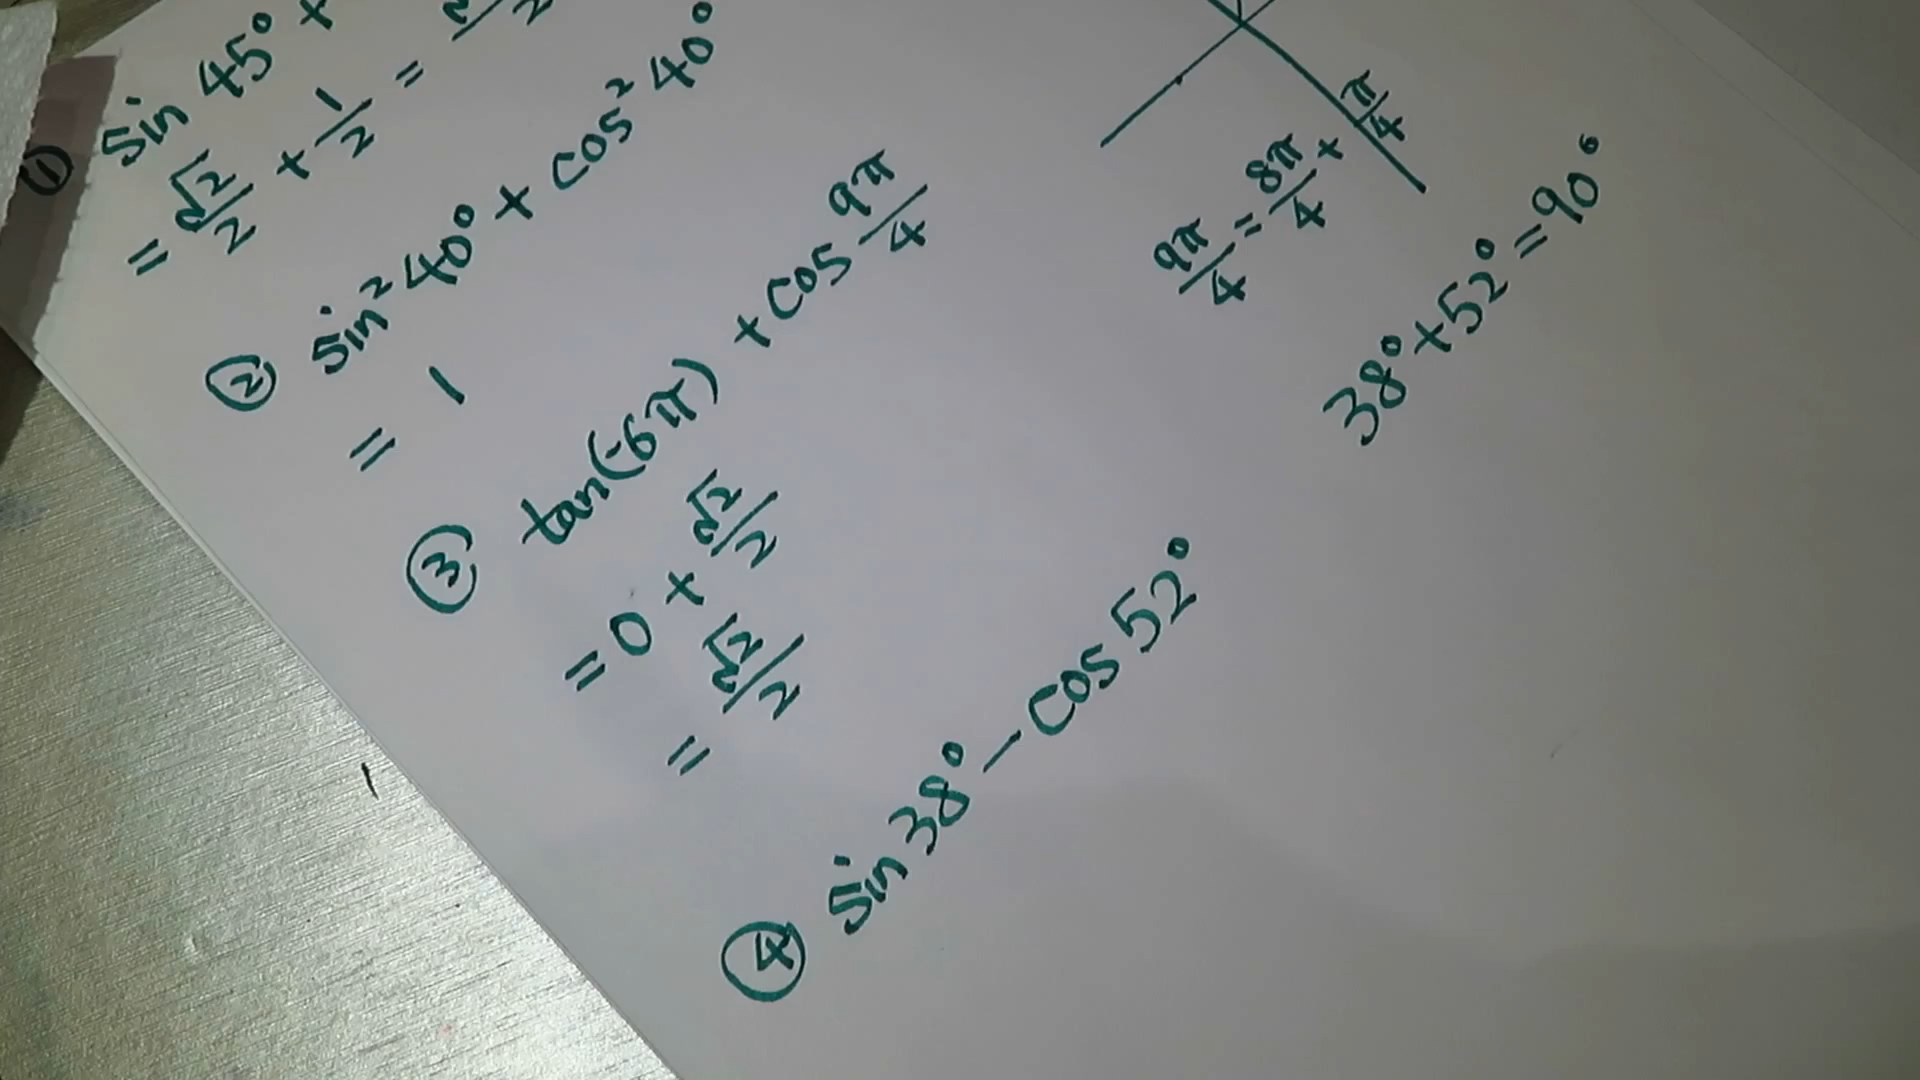 ① sin 45° +
= √2/2 + 1/2 =
② sin² 40° + cos² 40°
= 1
③ tan(-6π) + cos 9π/4
= 0 + √2/2
= √2/2
9π/4 = 8π/4 + π/4
④ sin 38° - cos 52°
38° + 52° = 90°